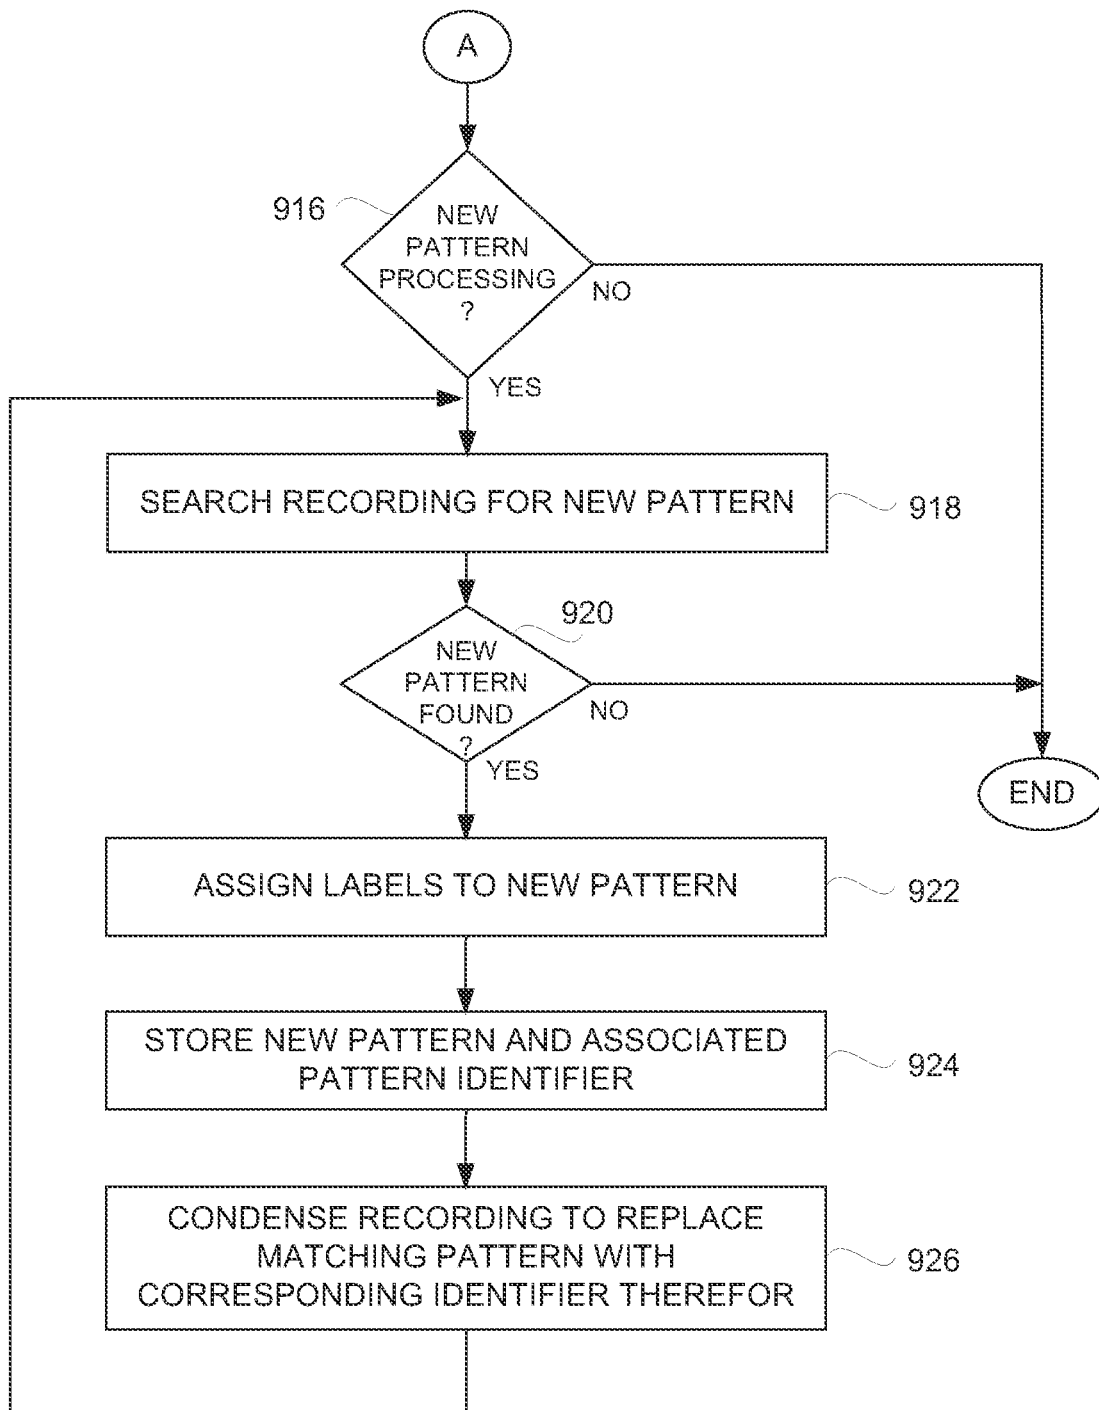 A
916
NEW
PATTERN
PROCESSING
?
NO
YES
SEARCH RECORDING FOR NEW PATTERN
918
920
NEW
PATTERN
FOUND
?
NO
YES
END
ASSIGN LABELS TO NEW PATTERN
922
STORE NEW PATTERN AND ASSOCIATED
PATTERN IDENTIFIER
924
CONDENSE RECORDING TO REPLACE
MATCHING PATTERN WITH
CORRESPONDING IDENTIFIER THEREFOR
926